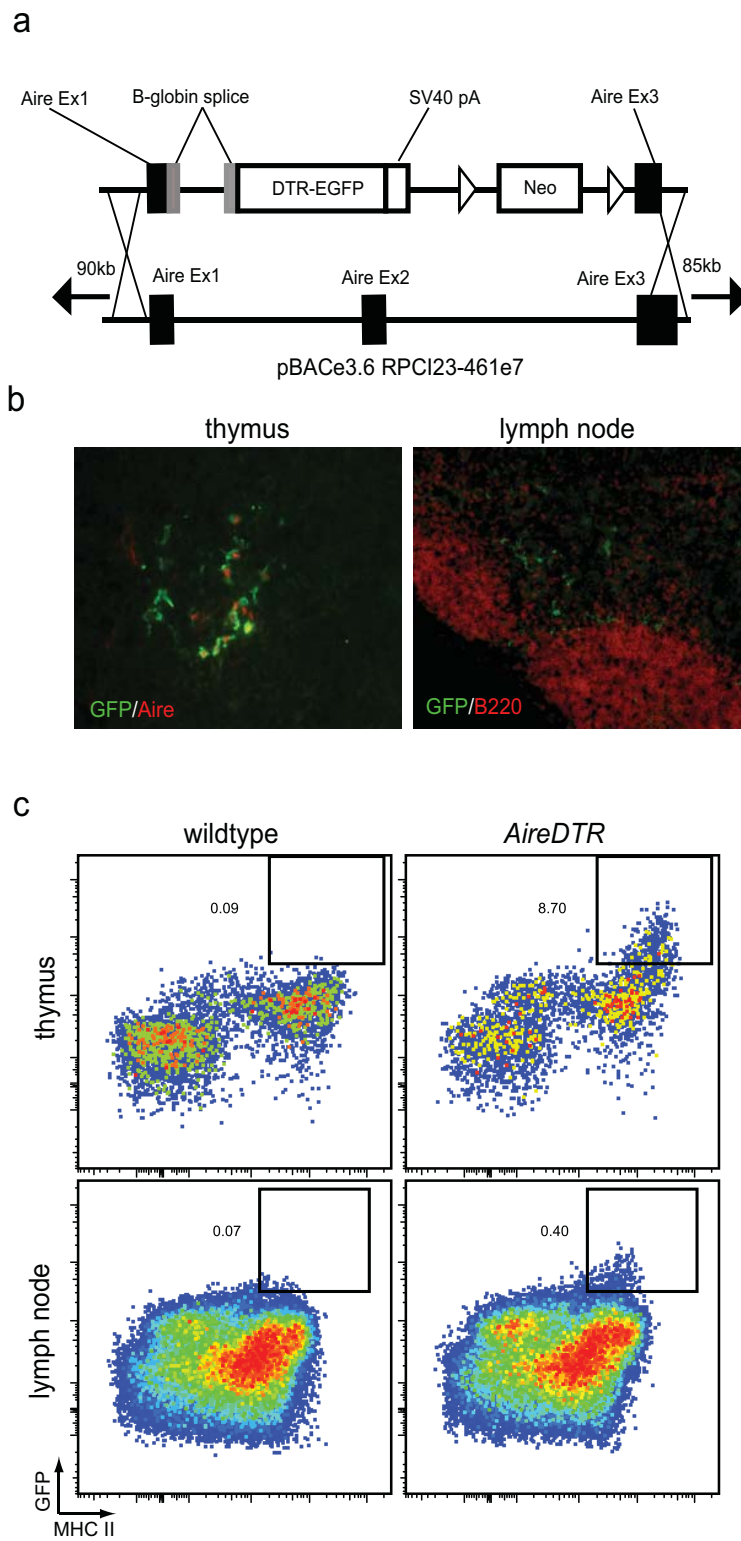 a
Aire Ex1
B-globin splice
SV40 pA
Aire Ex3
DTR-EGFP
Neo
90kb
Aire Ex1
Aire Ex2
Aire Ex3
85kb
pBACe3.6 RPCI23-461e7
b
thymus
lymph node
GFP/Aire
GFP/B220
c
wildtype
AireDTR
thymus
0.09
8.70
lymph node
0.07
0.40
GFP
MHC II